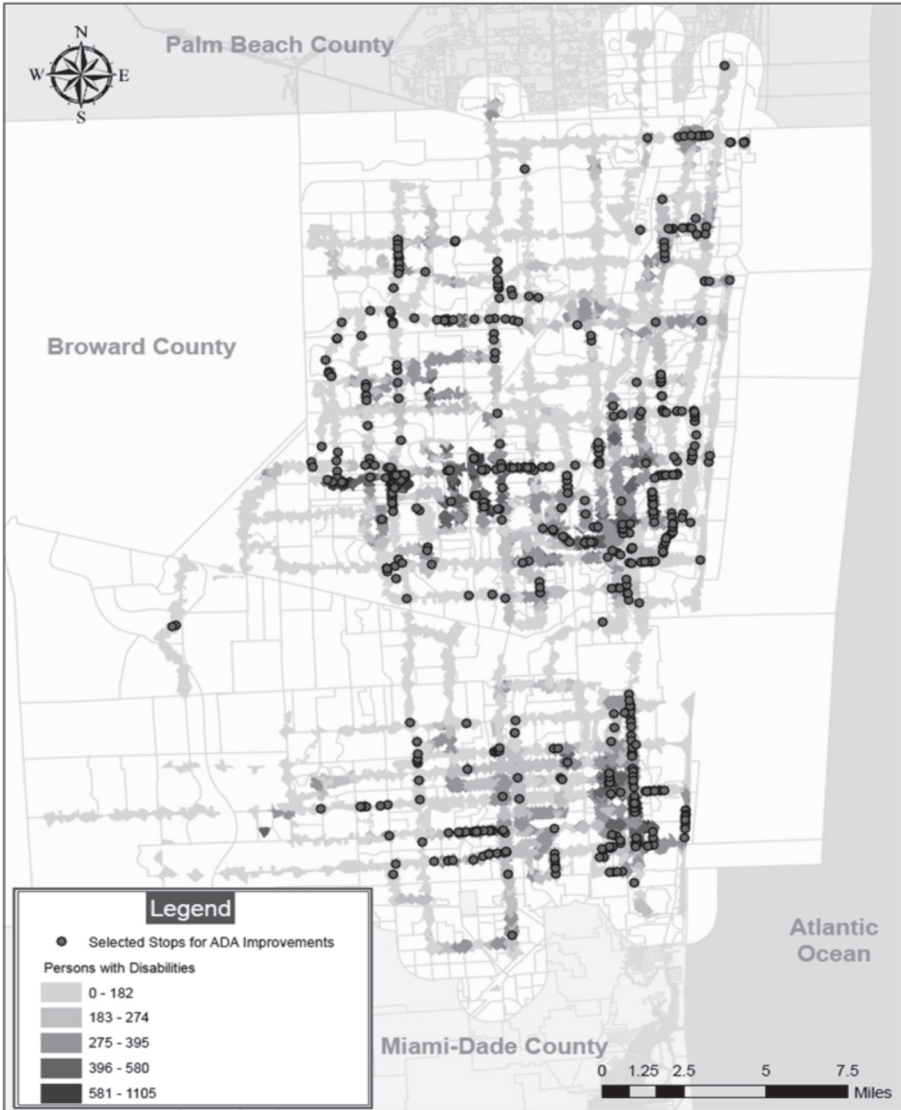 Palm Beach County
N
W E
S
Broward County
Legend
Selected Stops for ADA Improvements
Persons with Disabilities
0 - 182
183 - 274
275 - 395
396 - 580
581 - 1105
Atlantic
Ocean
Miami-Dade County
0 1.25 2.5 5 7.5
Miles